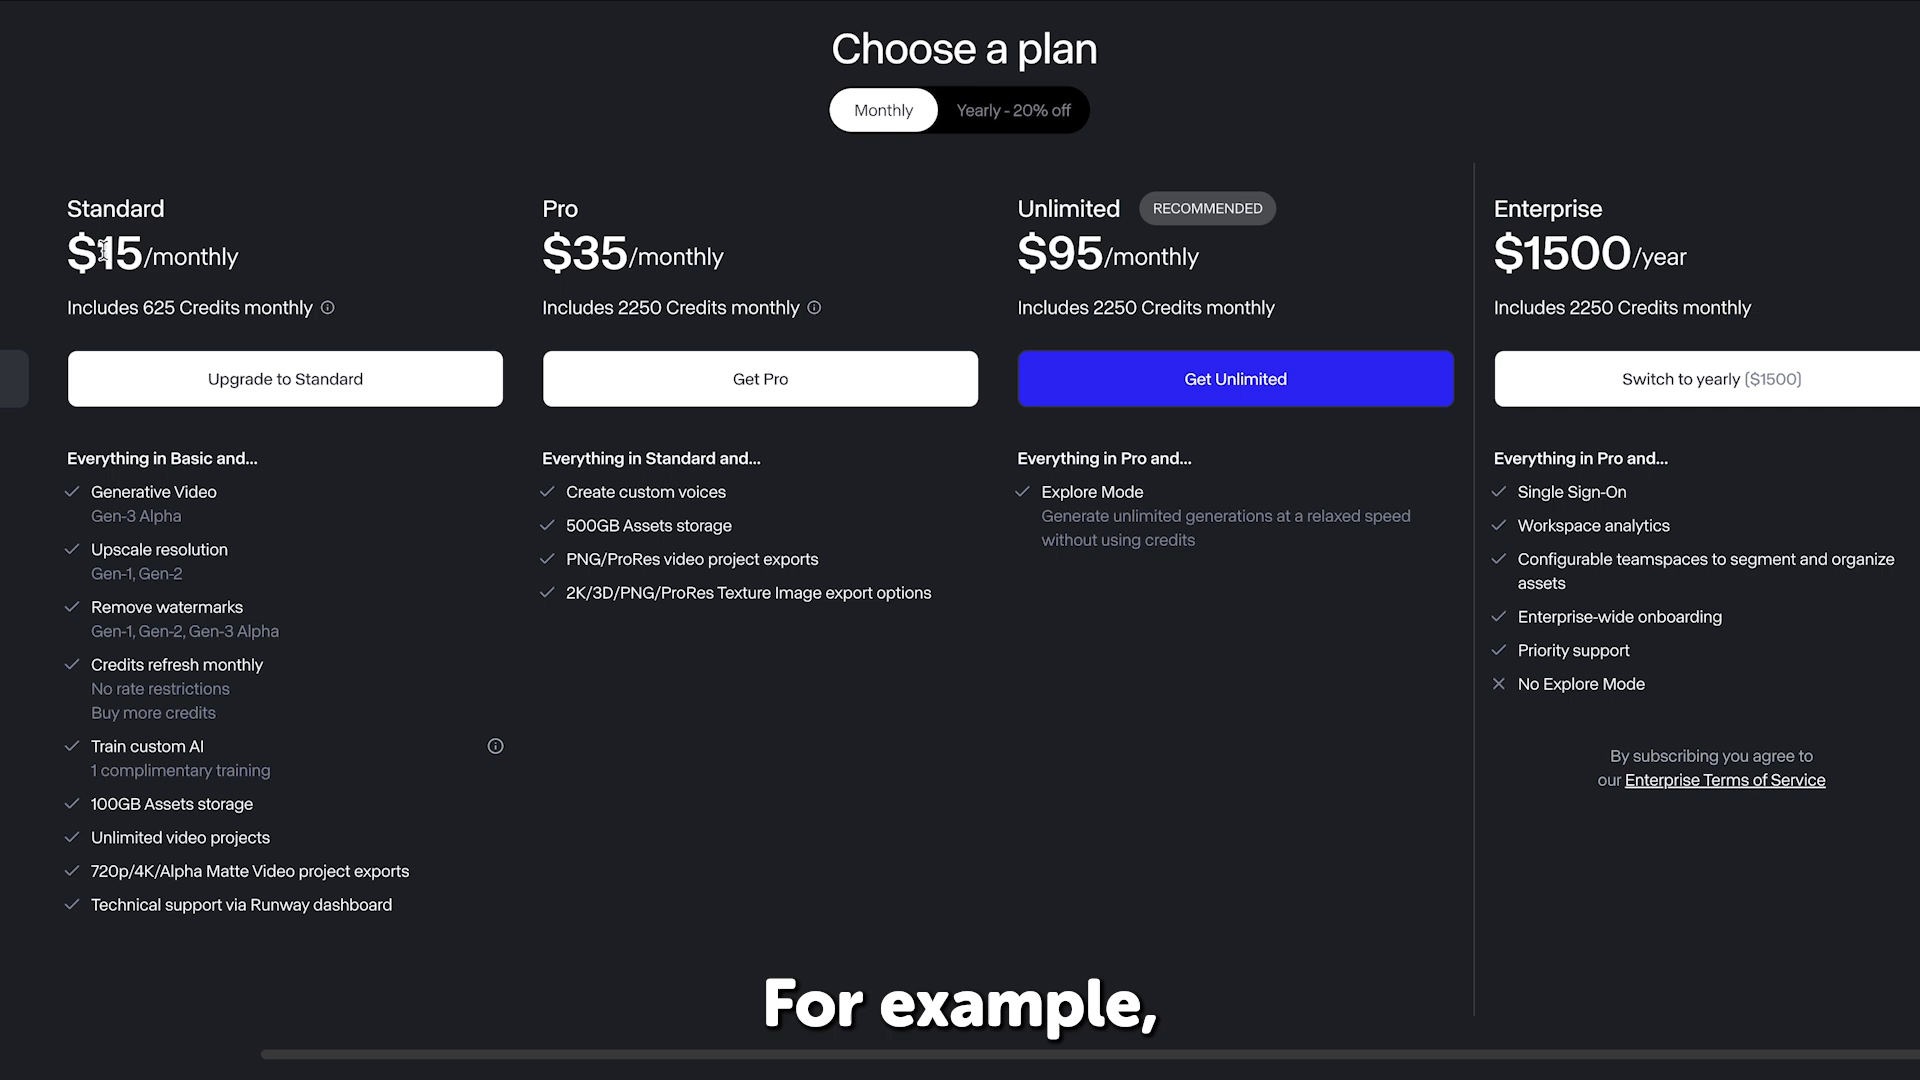 Choose a plan
Monthly
Yearly - 20% off
Standard
$15/monthly
Includes 625 Credits monthly
Upgrade to Standard
Everything in Basic and...
Generative Video
Gen-3 Alpha
Upscale resolution
Gen-1, Gen-2
Remove watermarks
Gen-1, Gen-2, Gen-3 Alpha
Credits refresh monthly
No rate restrictions
Buy more credits
Train custom AI
1 complimentary training
100GB Assets storage
Unlimited video projects
720p/4K/Alpha Matte Video project exports
Technical support via Runway dashboard
Pro
$35/monthly
Includes 2250 Credits monthly
Get Pro
Everything in Standard and...
Create custom voices
500GB Assets storage
PNG/ProRes video project exports
2K/3D/PNG/ProRes Texture Image export options
Unlimited
RECOMMENDED
$95/monthly
Includes 2250 Credits monthly
Get Unlimited
Everything in Pro and...
Explore Mode
Generate unlimited generations at a relaxed speed
without using credits
Enterprise
$1500/year
Includes 2250 Credits monthly
Switch to yearly ($1500)
Everything in Pro and...
Single Sign-On
Workspace analytics
Configurable teamspaces to segment and organize
assets
Enterprise-wide onboarding
Priority support
No Explore Mode
By subscribing you agree to
our Enterprise Terms of Service
For example,